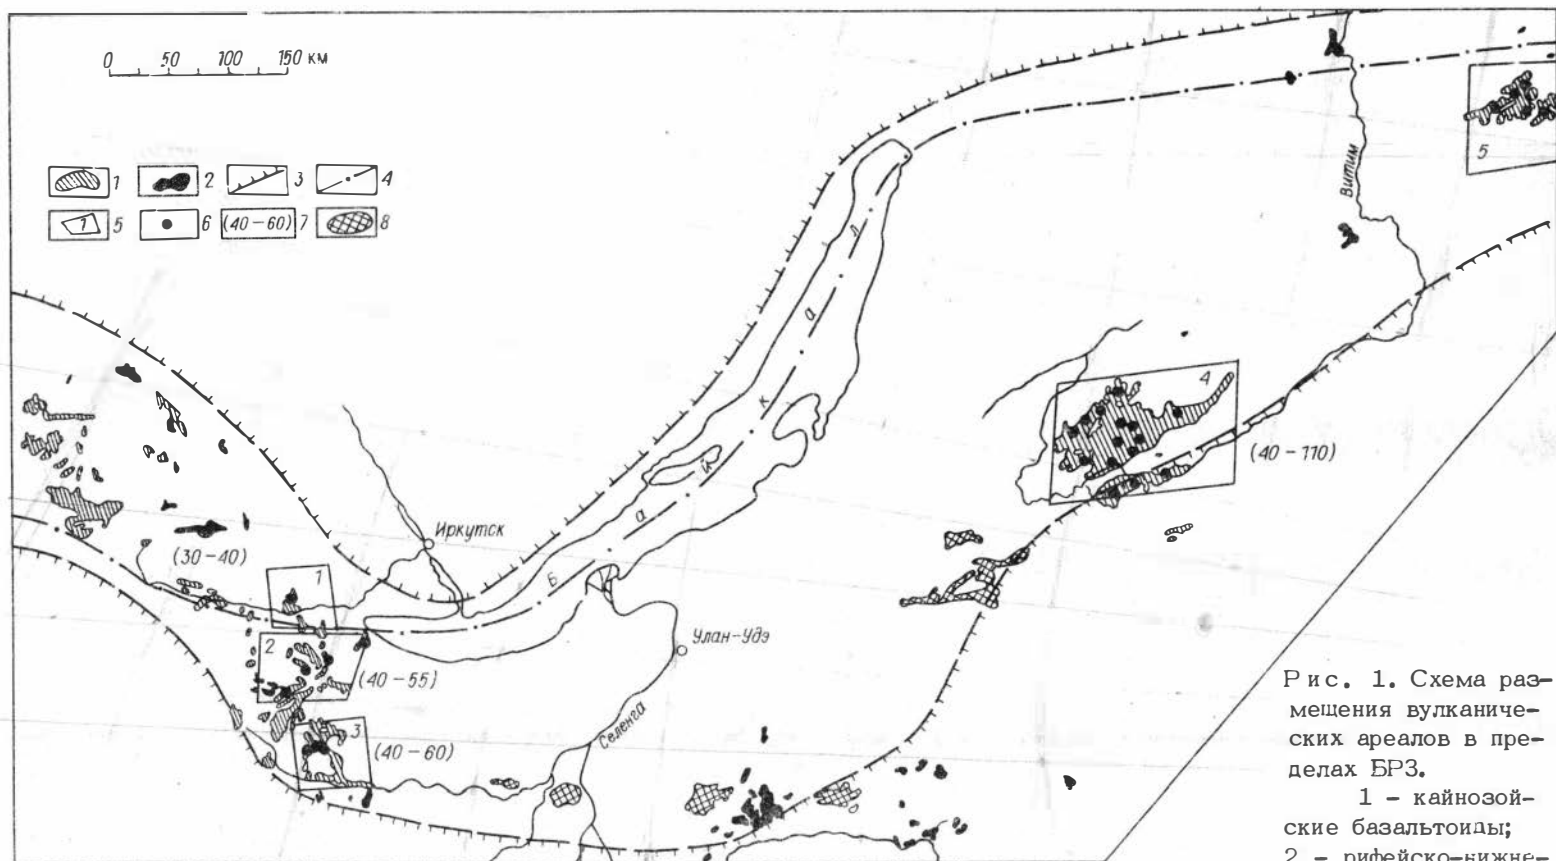 0 50 100 150 км
1 2 3 4
1 5 6 (40-60) 7 8
Витим
5
Байкал
4
(40-110)
Иркутск
(30-40)
1
2
(40-55)
Улан-Удэ
3
(40-60)
Селенга
Рис. 1. Схема раз-
мещения вулканиче-
ских ареалов в пре-
делах БРЗ.
1 - кайнозой-
ские базальтоиды;
2 - рифейско-нижне-